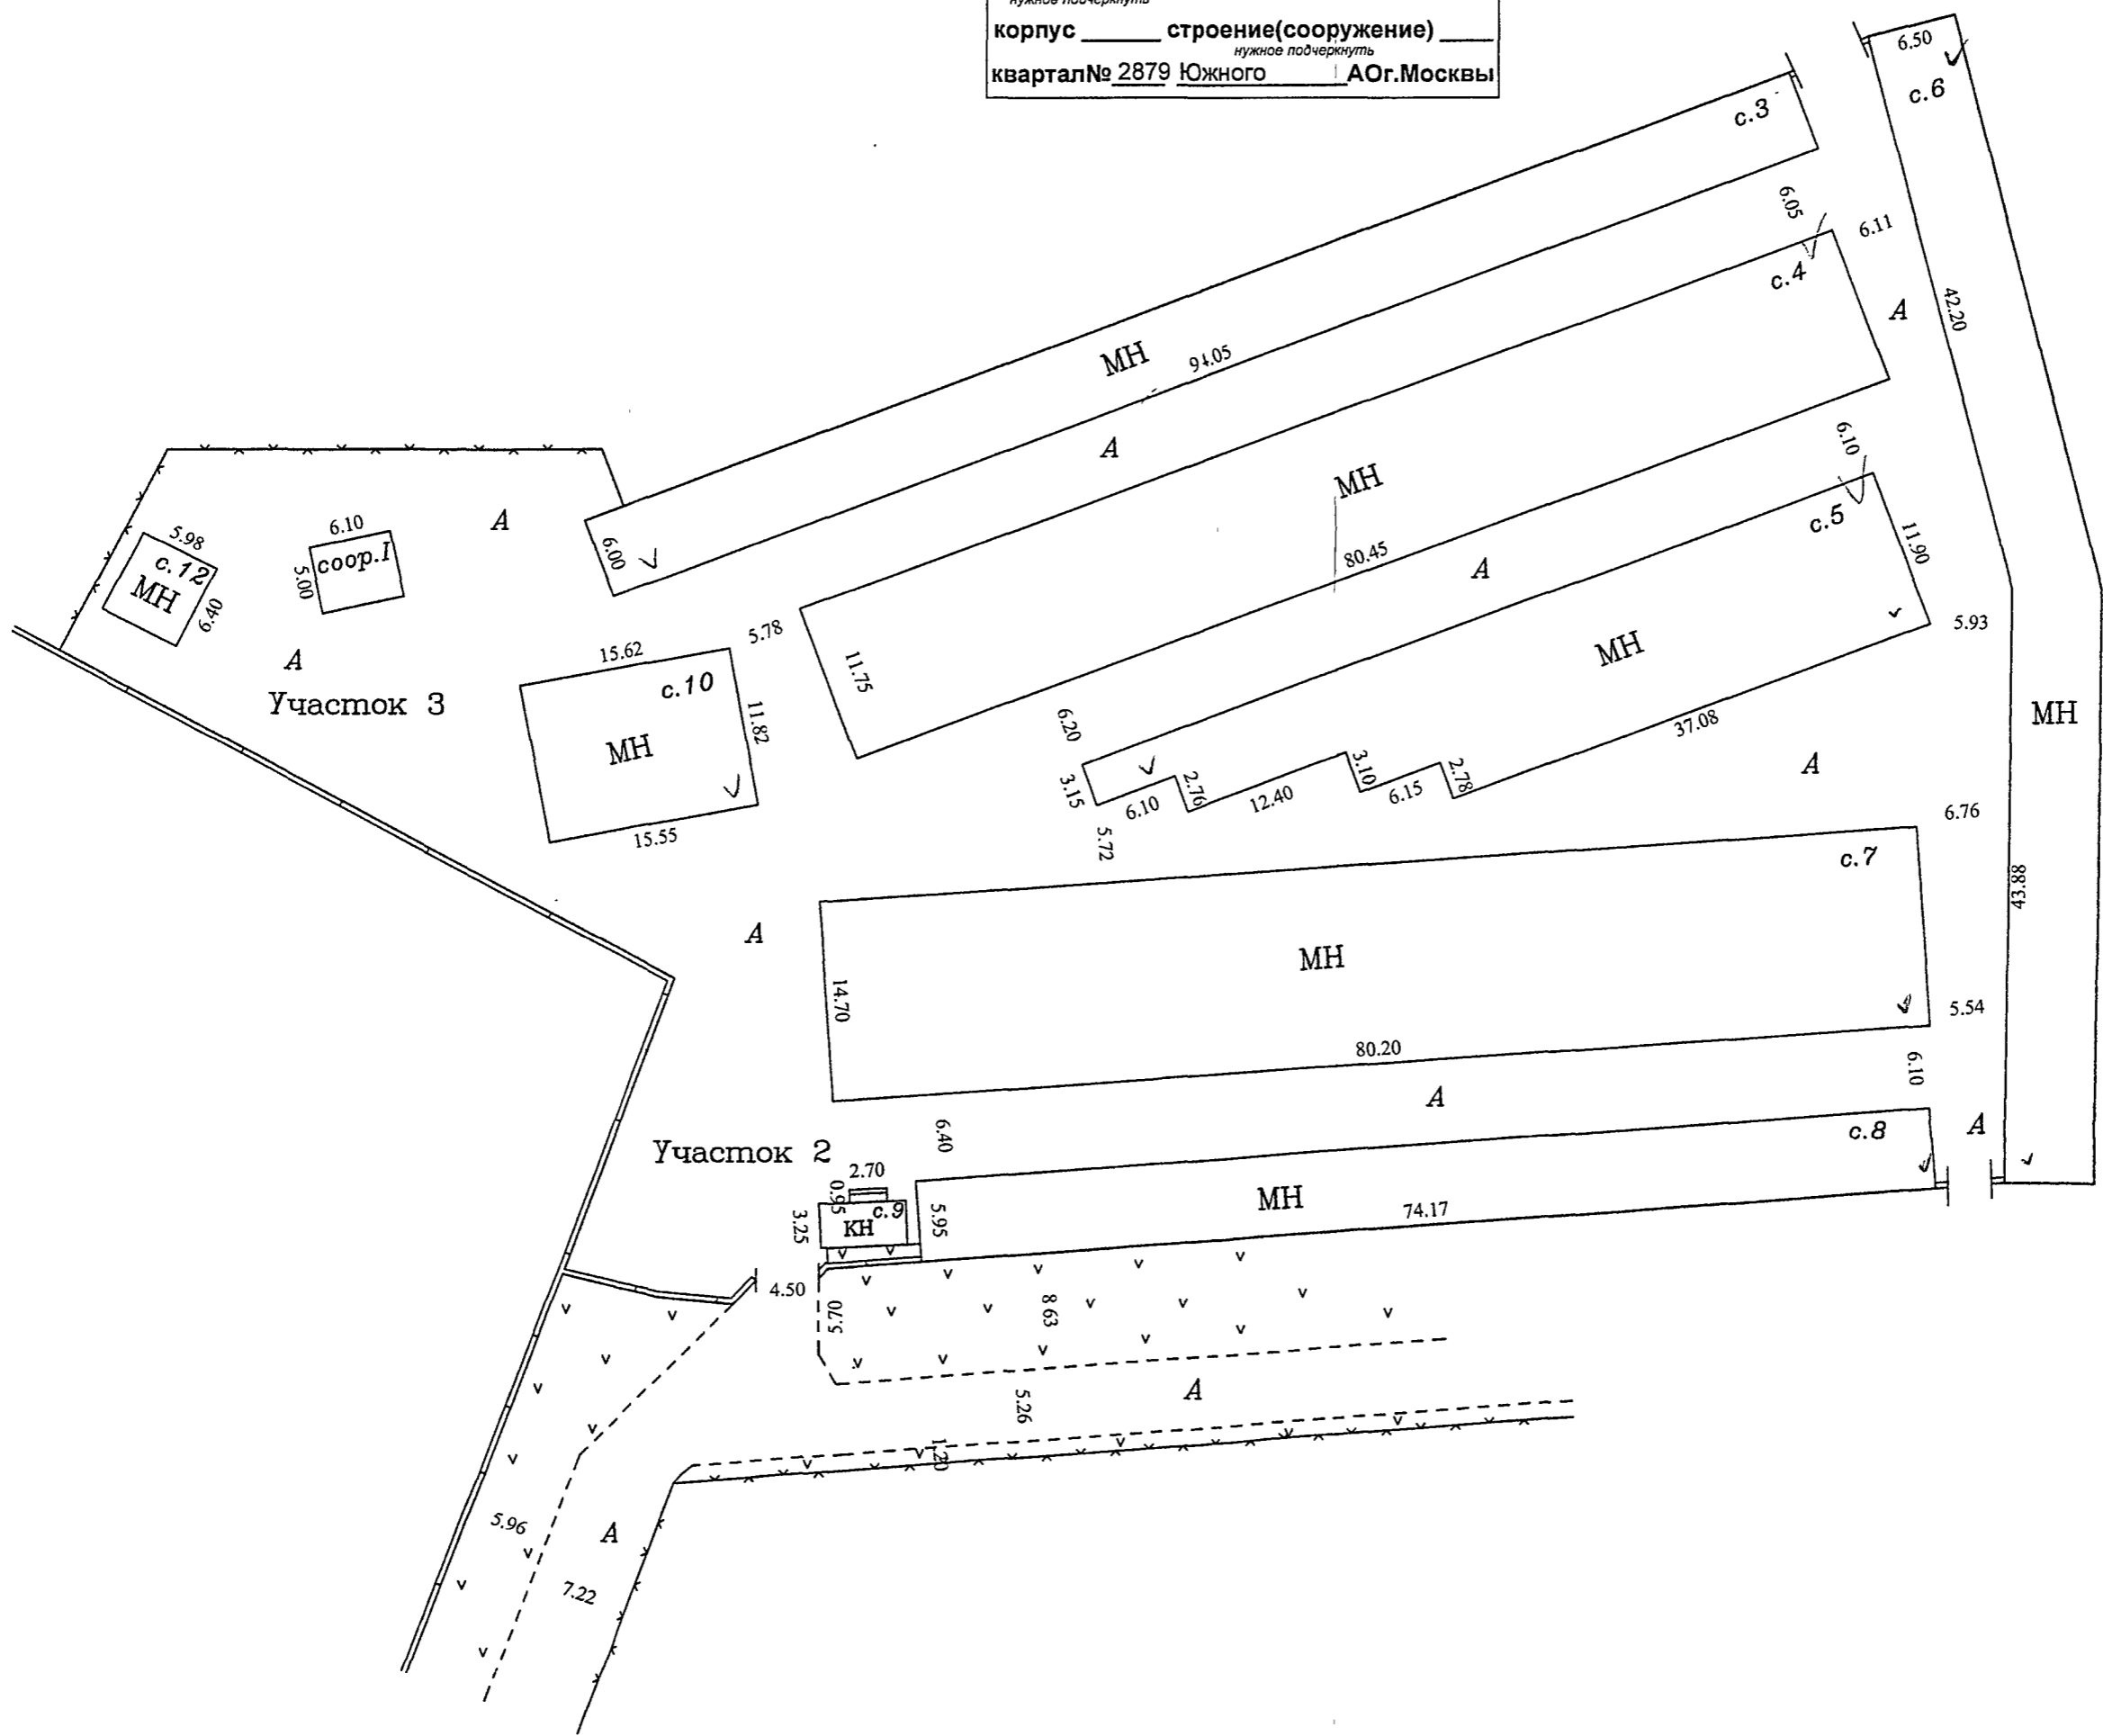 нужное подчеркнуть
корпус ______ строение(сооружение) ____
нужное подчеркнуть
квартал№ 2879 Южного АОг.Москвы
6.50
с.6
с.3
6.05
6.11
с.4
42.20
А
МН
94.05
А
6.10
МН
с.5
11.90
80.45
А
6.00
А
6.10
5.98
соор.I
5.00
с.12
МН
6.40
5.93
5.78
15.62
А
МН
с.10
11.75
Участок 3
11.82
6.20
37.08
МН
МН
А
3.15
6.10
2.76
12.40
3.10
6.15
2.78
6.76
15.55
5.72
с.7
43.88
А
МН
14.70
5.54
80.20
6.10
А
6.40
с.8
А
Участок 2
2.70
0.95
с.9
КН
3.25
5.95
МН
74.17
4.50
5.70
8.63
А
5.26
1.20
5.96
А
7.22